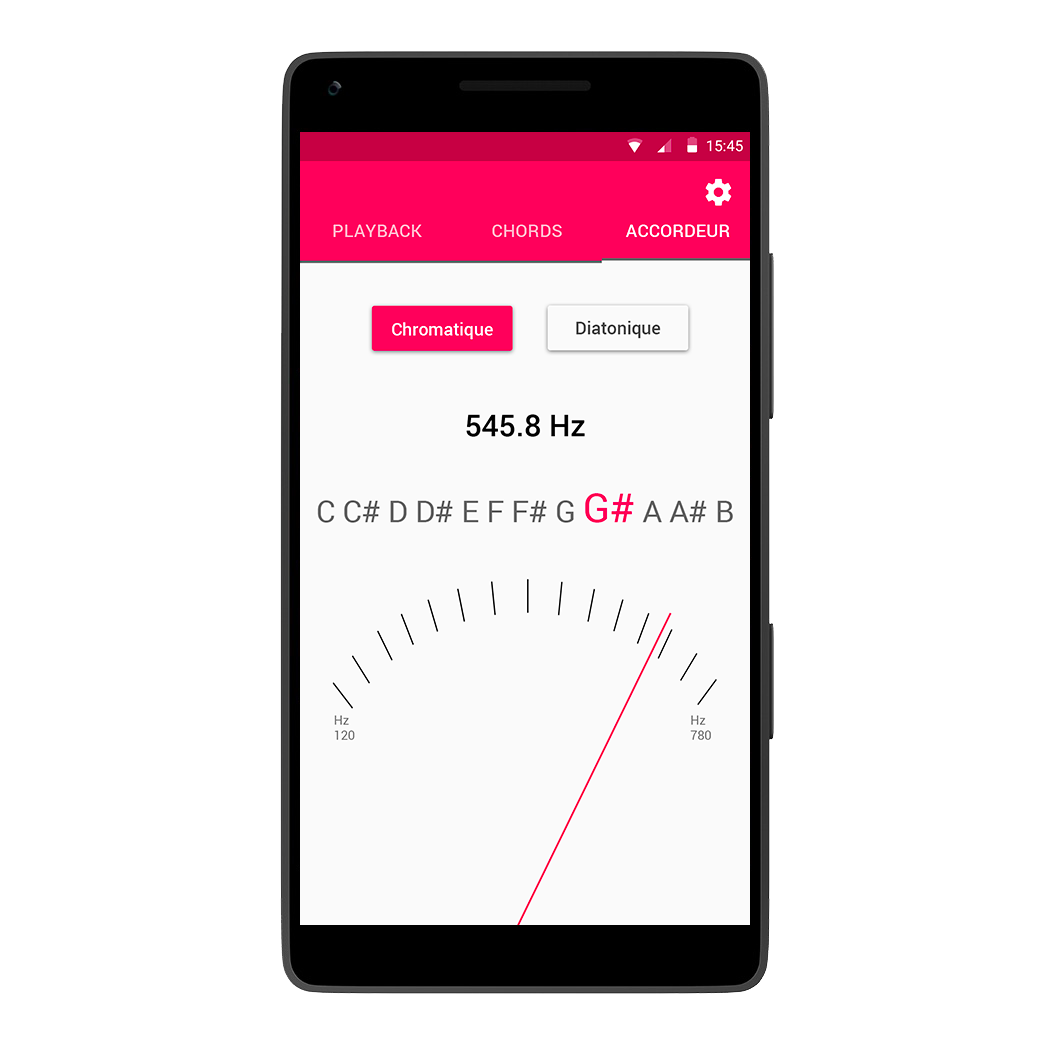 15:45
PLAYBACK CHORDS ACCORDEUR
Chromatique Diatonique
545.8 Hz
C C# D D# E F F# G G# A A# B
Hz Hz
120 780